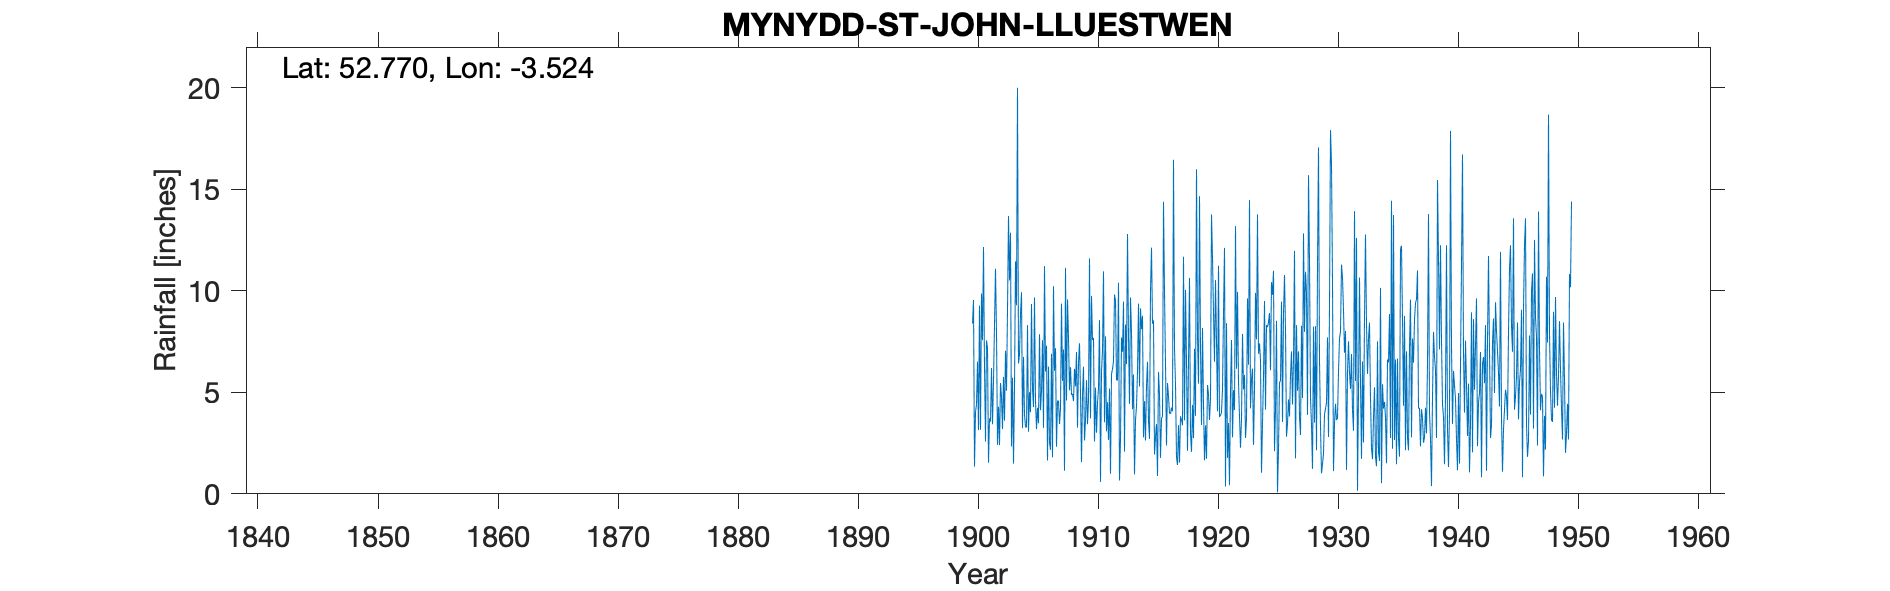 MYNYDD-ST-JOHN-LLUESTWEN
Lat: 52.770, Lon: -3.524
20
15
10
5
0
Rainfall [inches]
1840 1850 1860 1870 1880 1890 1900 1910 1920 1930 1940 1950 1960
Year